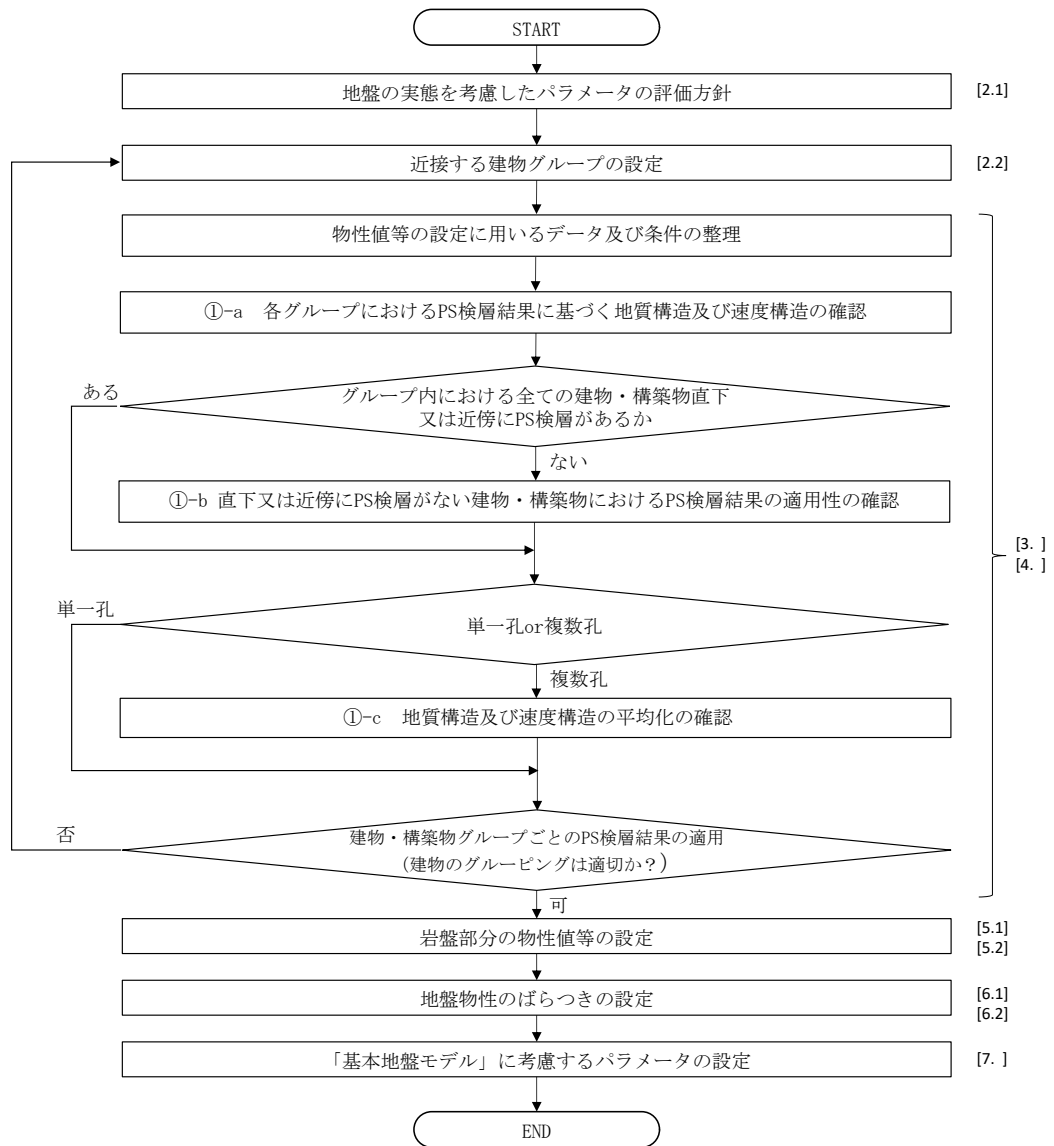 START
地盤の実態を考慮したパラメータの評価方針
[2.1]
近接する建物グループの設定
[2.2]
物性値等の設定に用いるデータ及び条件の整理
①-a 各グループにおけるPS検層結果に基づく地質構造及び速度構造の確認
ある
グループ内における全ての建物・構築物直下
又は近傍にPS検層があるか
ない
①-b 直下又は近傍にPS検層がない建物・構築物におけるPS検層結果の適用性の確認
[3. ]
[4. ]
単一孔
単一孔or複数孔
複数孔
①-c 地質構造及び速度構造の平均化の確認
否
建物・構築物グループごとのPS検層結果の適用
(建物のグルーピングは適切か？)
可
岩盤部分の物性値等の設定
[5.1]
[5.2]
地盤物性のばらつきの設定
[6.1]
[6.2]
「基本地盤モデル」に考慮するパラメータの設定
[7. ]
END